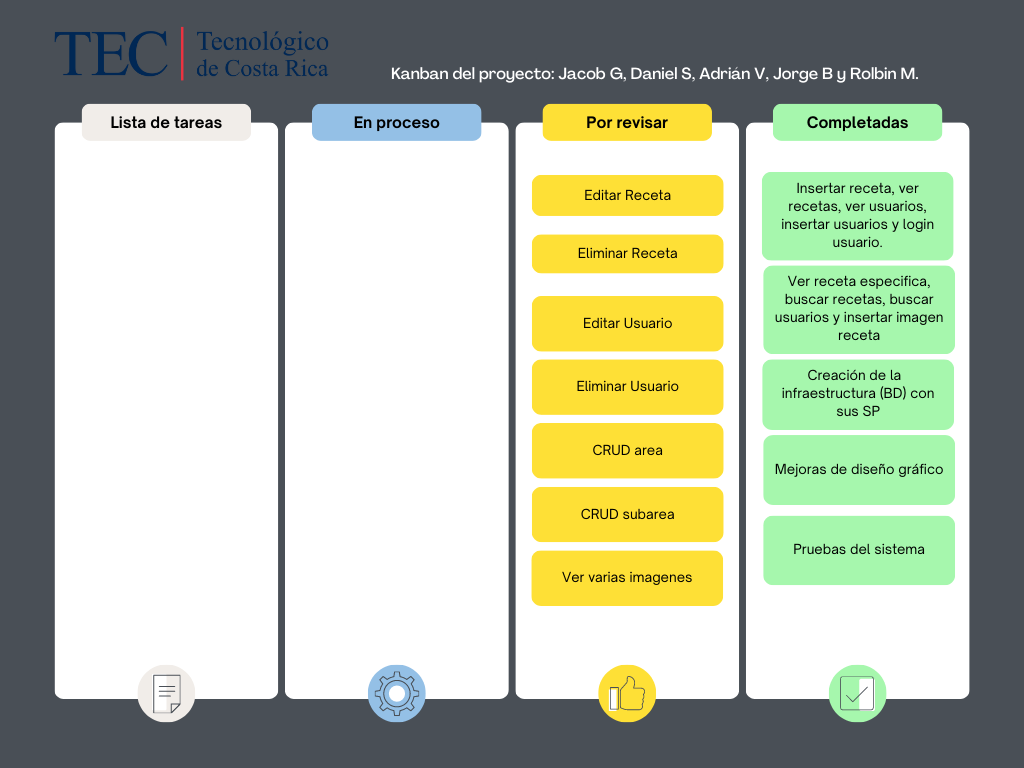 TEC
Tecnológico
de Costa Rica
Kanban del proyecto: Jacob G, Daniel S, Adrián V, Jorge B y Rolbin M.
Lista de tareas
En proceso
Por revisar
Editar Receta
Eliminar Receta
Editar Usuario
Eliminar Usuario
CRUD area
CRUD subarea
Ver varias imagenes
Completadas
Insertar receta, ver
recetas, ver usuarios,
insertar usuarios y login
usuario.
Ver receta especifica,
buscar recetas, buscar
usuarios y insertar imagen
receta
Creación de la
infraestructura (BD) con
sus SP
Mejoras de diseño gráfico
Pruebas del sistema